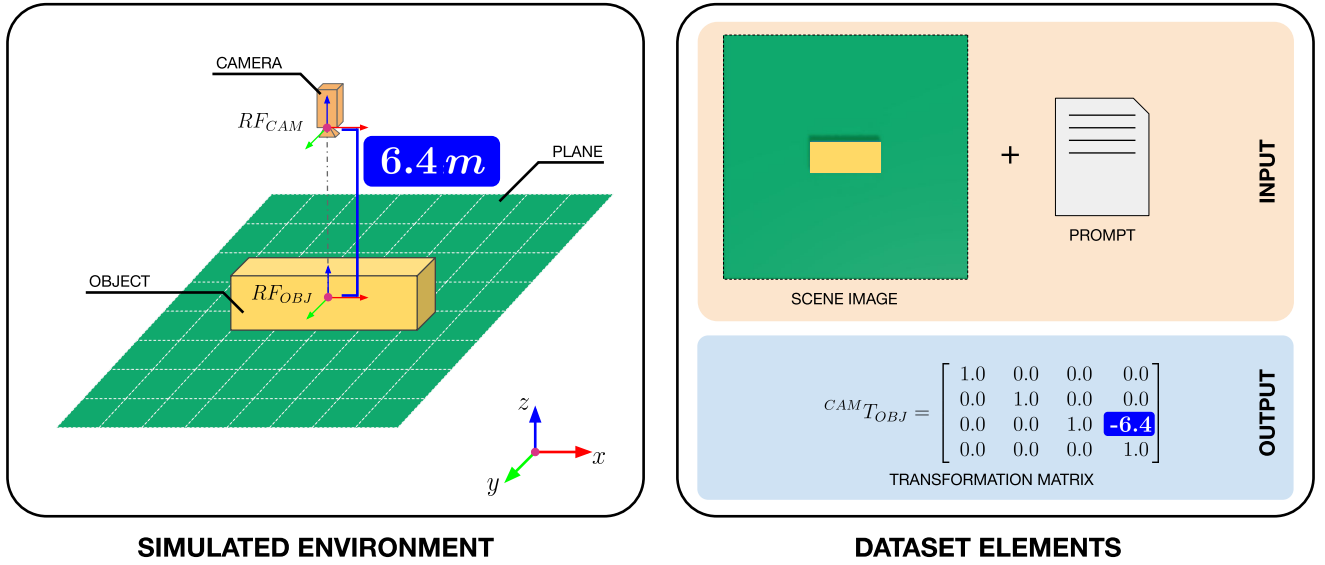 CAMERA
RF_CAM
6.4 m
PLANE
OBJECT
RF_OBJ
z
x
y
SIMULATED ENVIRONMENT
+
SCENE IMAGE
PROMPT
INPUT
^CAM T_OBJ =
1.0 0.0 0.0 0.0
0.0 1.0 0.0 0.0
0.0 0.0 1.0 -6.4
0.0 0.0 0.0 1.0
TRANSFORMATION MATRIX
OUTPUT
DATASET ELEMENTS